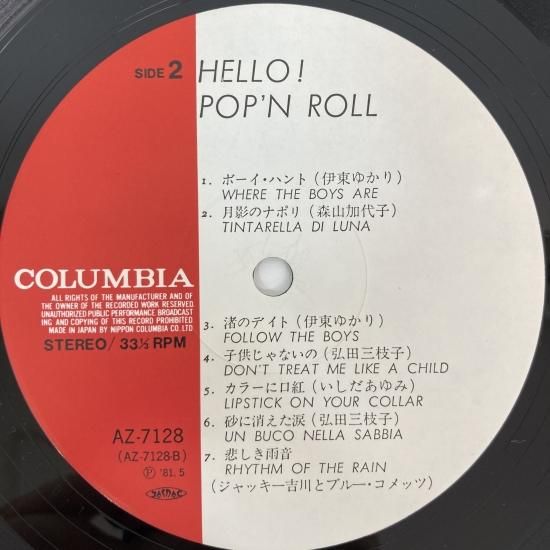 SIDE 2
HELLO!
POP'N ROLL
1. ボーイ・ハント（伊東ゆかり）
WHERE THE BOYS ARE
2. 月影のナポリ（森山加代子）
TINTARELLA DI LUNA
COLUMBIA
ALL RIGHTS OF THE MANUFACTURER AND OF
THE OWNER OF THE RECORDED WORK RESERVED.
UNAUTHORIZED PUBLIC PERFORMANCE BROADCAST
ING AND COPYING OF THIS RECORD PROHIBITED
MADE IN JAPAN BY NIPPON COLUMBIA CO. LTD
STEREO/33⅓ RPM
3. 渚のデイト（伊東ゆかり）
FOLLOW THE BOYS
4. 子供じゃないの（弘田三枝子）
DON'T TREAT ME LIKE A CHILD
5. カラーに口紅（いしだあゆみ）
LIPSTICK ON YOUR COLLAR
6. 砂に消えた涙（弘田三枝子）
UN BUCO NELLA SABBIA
7. 悲しき雨音
RHYTHM OF THE RAIN
（ジャッキー吉川とブルー・コメッツ）
AZ-7128
(AZ-7128-B)
Ⓟ '81. 5
JASRAC